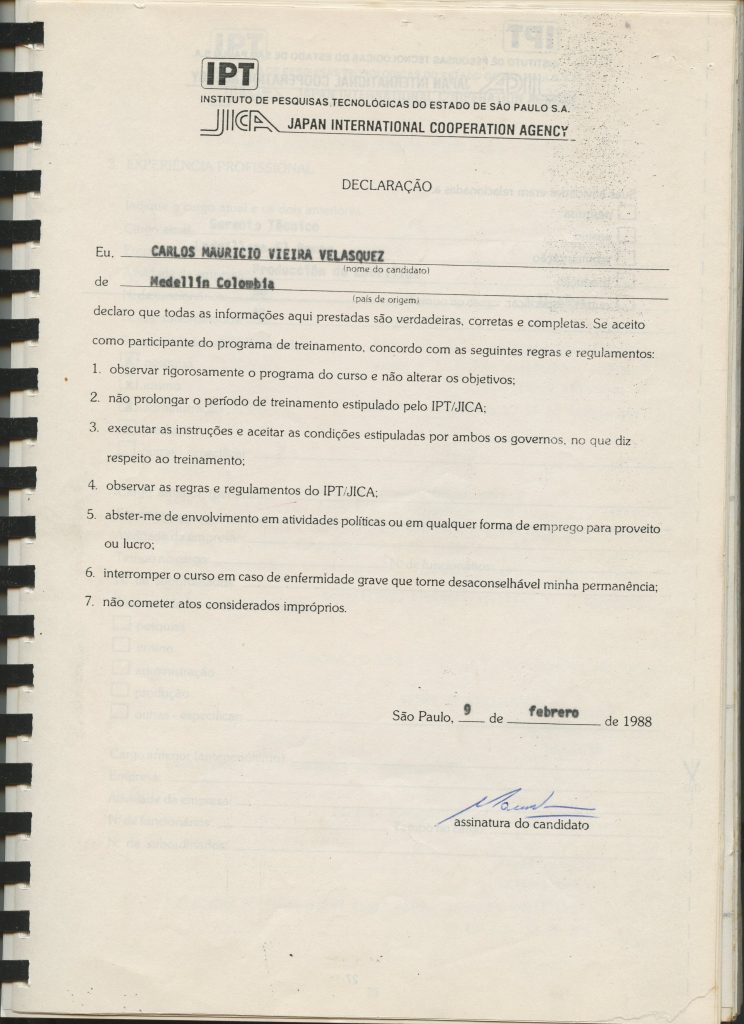 IPT
INSTITUTO DE PESQUISAS TECNOLÓGICAS DO ESTADO DE SÃO PAULO S.A.
JICA JAPAN INTERNATIONAL COOPERATION AGENCY
DECLARAÇÃO
Eu, CARLOS MAURICIO VIEIRA VELASQUEZ
(nome do candidato)
de Medellin Colombia
(país de origem)
declaro que todas as informações aqui prestadas são verdadeiras, corretas e completas. Se aceito
como participante do programa de treinamento, concordo com as seguintes regras e regulamentos:
1. observar rigorosamente o programa do curso e não alterar os objetivos;
2. não prolongar o período de treinamento estipulado pelo IPT/JICA;
3. executar as instruções e aceitar as condições estipuladas por ambos os governos, no que diz
respeito ao treinamento;
4. observar as regras e regulamentos do IPT/JICA;
5. abster-me de envolvimento em atividades políticas ou em qualquer forma de emprego para proveito
ou lucro;
6. interromper o curso em caso de enfermidade grave que torne desaconselhável minha permanência;
7. não cometer atos considerados impróprios.
São Paulo, 9 de febrero de 1988
assinatura do candidato